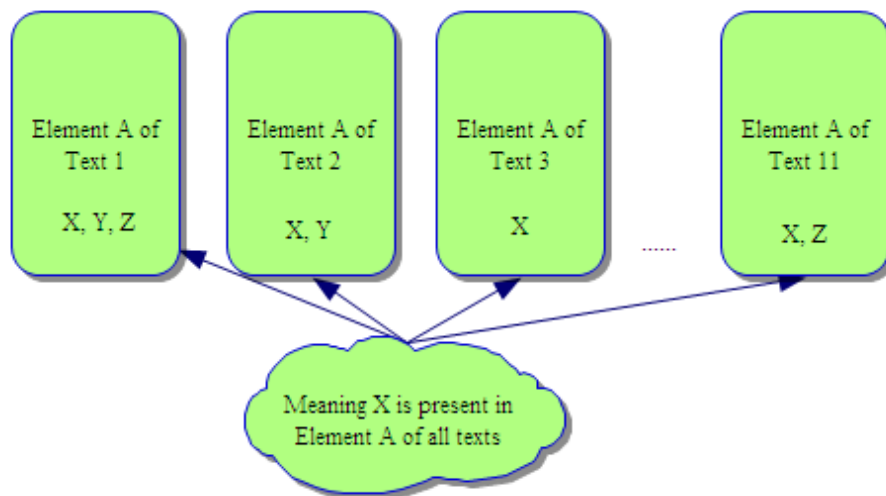 Element A of
Text 1
X, Y, Z
Element A of
Text 2
X, Y
Element A of
Text 3
X
......
Element A of
Text 11
X, Z
Meaning X is present in
Element A of all texts